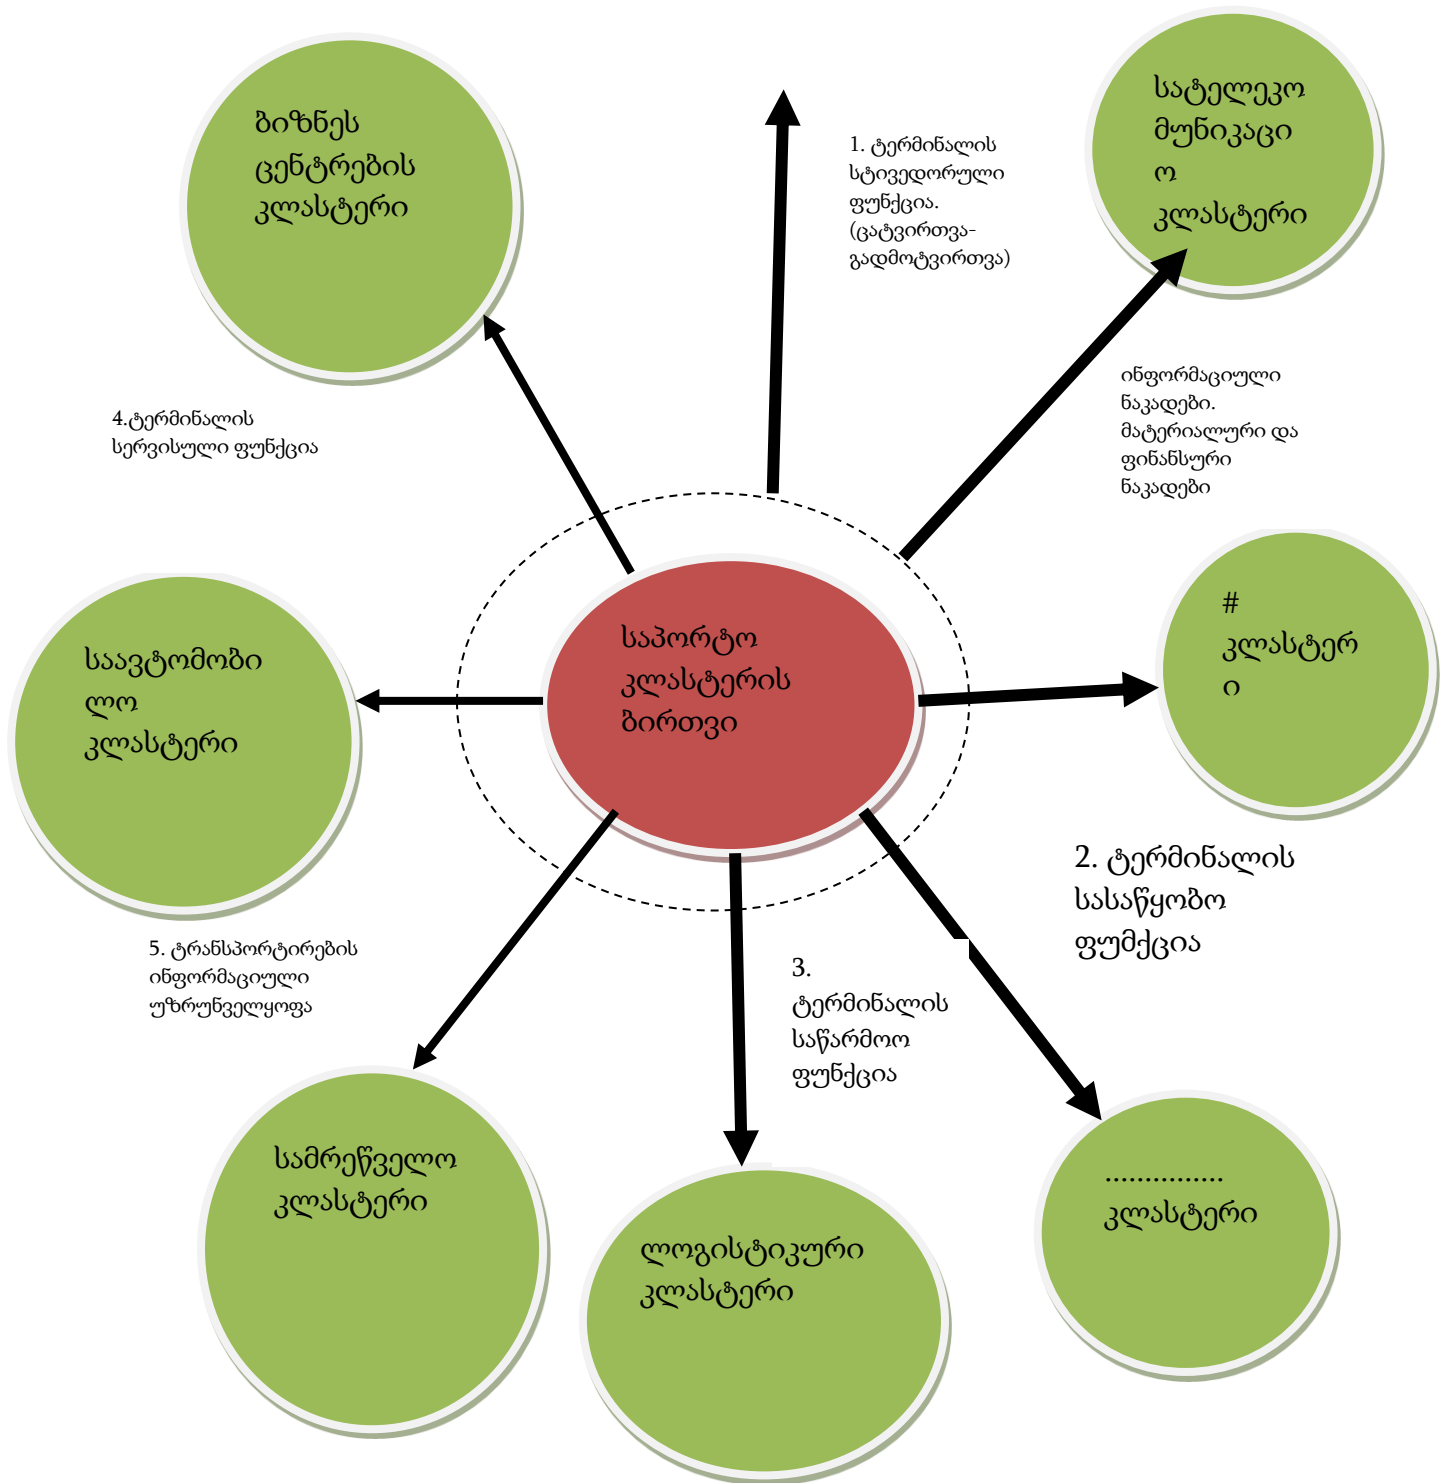 ბიზნეს
ცენტრების
კლასტერი
1. ტერმინალის
სტივედორული
ფუნქცია.
(ცატვირთვა-
გადმოტვირთვა)
სატელეკო
მუნიკაცი
ო
კლასტერი
ინფორმაციული
ნაკადები.
მატერიალური და
ფინანსური
ნაკადები
4.ტერმინალის
სერვისული ფუნქცია
საავტომობი
ლო
კლასტერი
საპორტო
კლასტერის
ბირთვი
#
კლასტერ
ი
2. ტერმინალის
სასაწყობო
ფუმქცია
5. ტრანსპორტირების
ინფორმაციული
უზრუნველყოფა
3.
ტერმინალის
საწარმოო
ფუნქცია
სამრეწველო
კლასტერი
ლოგისტიკური
კლასტერი
...............
კლასტერი